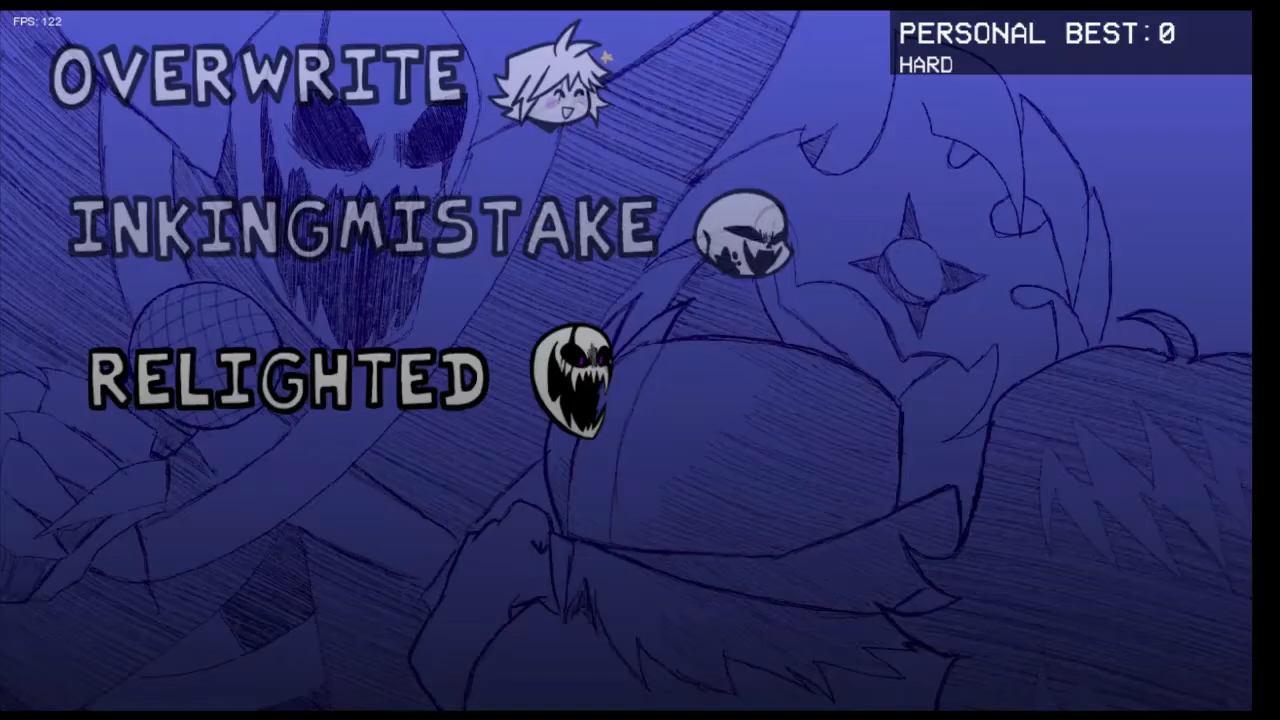 FPS: 122
PERSONAL BEST:0
HARD
OVERWRITE
INKINGMISTAKE
RELIGHTED